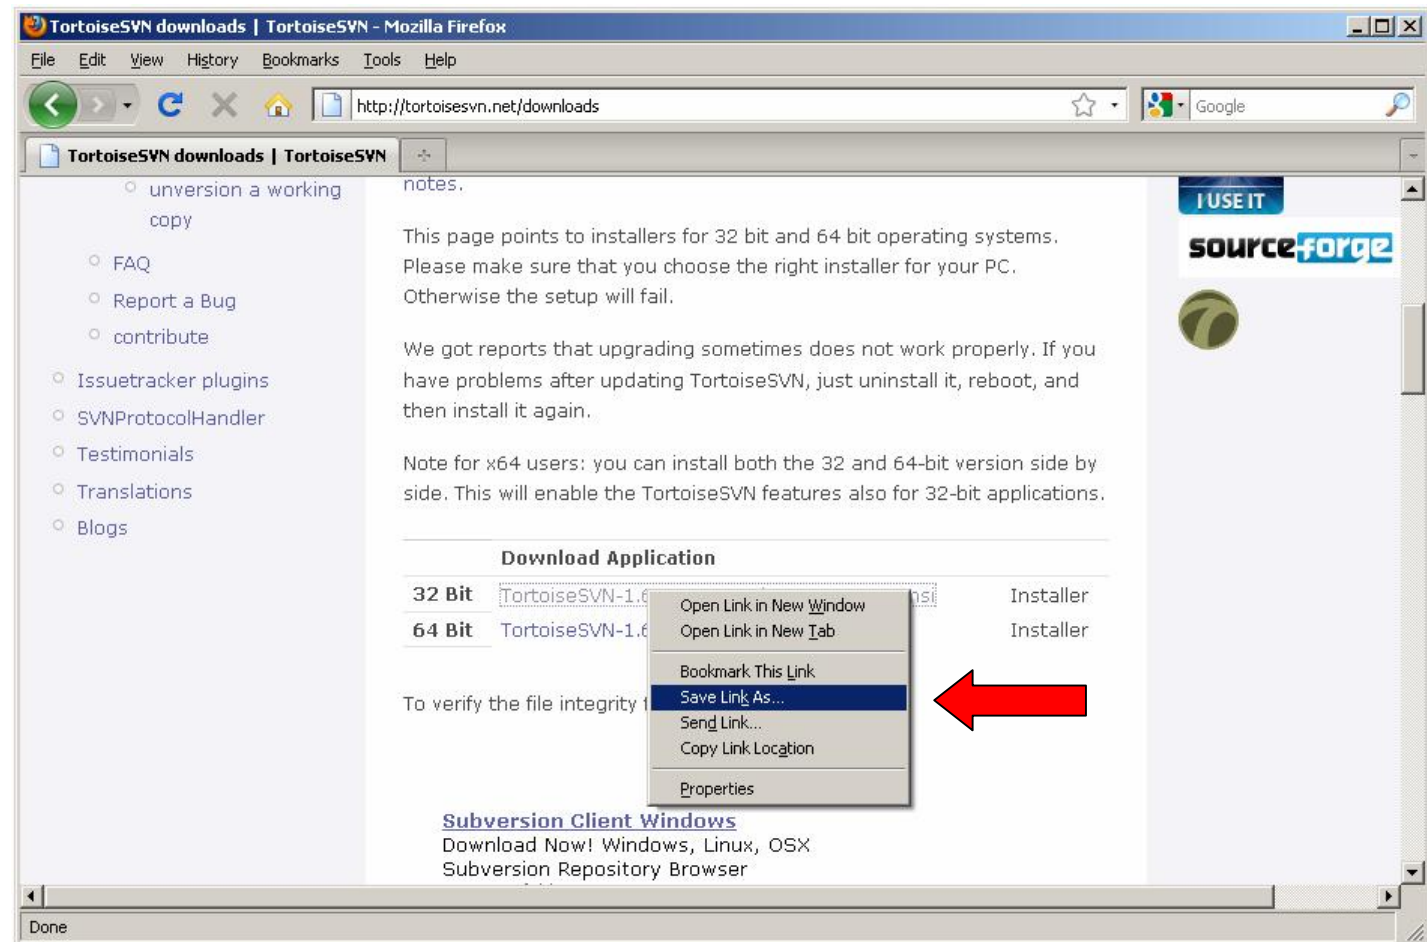 TortoiseSVN downloads | TortoiseSVN - Mozilla Firefox
File Edit View History Bookmarks Tools Help
http://tortoisesvn.net/downloads
Google
TortoiseSVN downloads | TortoiseSVN
unversion a working
copy
FAQ
Report a Bug
contribute
Issuetracker plugins
SVNProtocolHandler
Testimonials
Translations
Blogs
notes.
This page points to installers for 32 bit and 64 bit operating systems.
Please make sure that you choose the right installer for your PC.
Otherwise the setup will fail.
We got reports that upgrading sometimes does not work properly. If you
have problems after updating TortoiseSVN, just uninstall it, reboot, and
then install it again.
Note for x64 users: you can install both the 32 and 64-bit version side by
side. This will enable the TortoiseSVN features also for 32-bit applications.
Download Application
32 Bit TortoiseSVN-1.6 Installer
64 Bit TortoiseSVN-1.6 Installer
To verify the file integrity
Open Link in New Window
Open Link in New Tab
Bookmark This Link
Save Link As...
Send Link...
Copy Link Location
Properties
Subversion Client Windows
Download Now! Windows, Linux, OSX
Subversion Repository Browser
I USE IT
sourceforge
Done